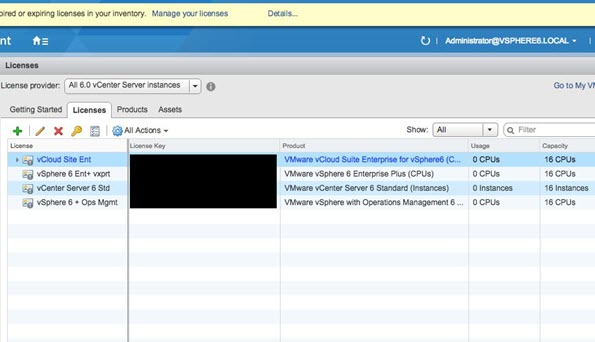 pired or expiring licenses in your inventory. Manage your licenses Details...
nt Administrator@VSPHERE6.LOCAL
Licenses
License provider: All 6.0 vCenter Server instances Go to My VM
Getting Started Licenses Products Assets
All Actions Show: All Filter
License License Key Product Usage Capacity
vCloud Site Ent VMware vCloud Suite Enterprise for vSphere6 (C... 0 CPUs 16 CPUs
vSphere 6 Ent+ vxprt VMware vSphere 6 Enterprise Plus (CPUs) 0 CPUs 16 CPUs
vCenter Server 6 Std VMware vCenter Server 6 Standard (Instances) 0 Instances 16 Instances
vSphere 6 + Ops Mgmt VMware vSphere with Operations Management 6 ... 0 CPUs 16 CPUs